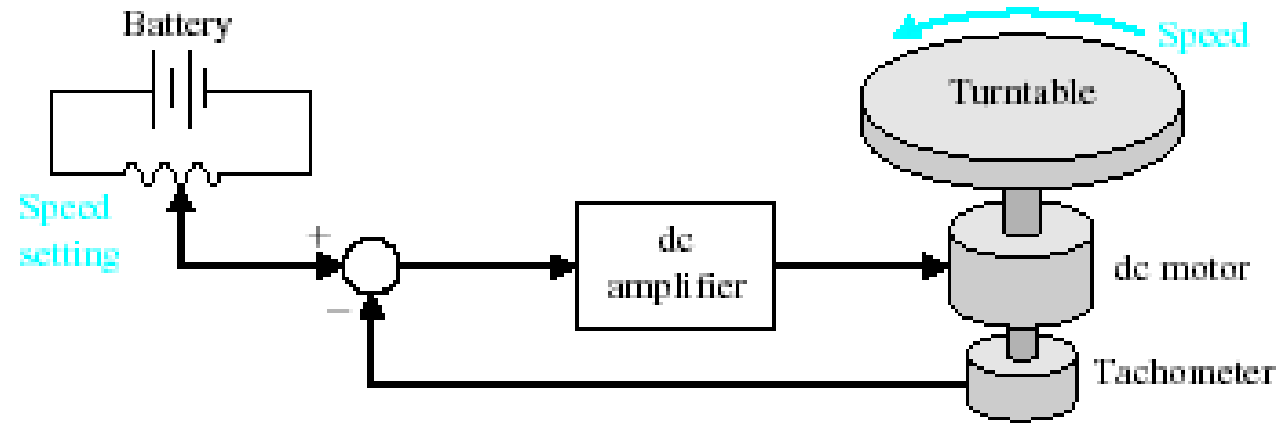 Battery
Speed
Turntable
Speed
setting
+
dc
amplifier
dc motor
−
Tachometer